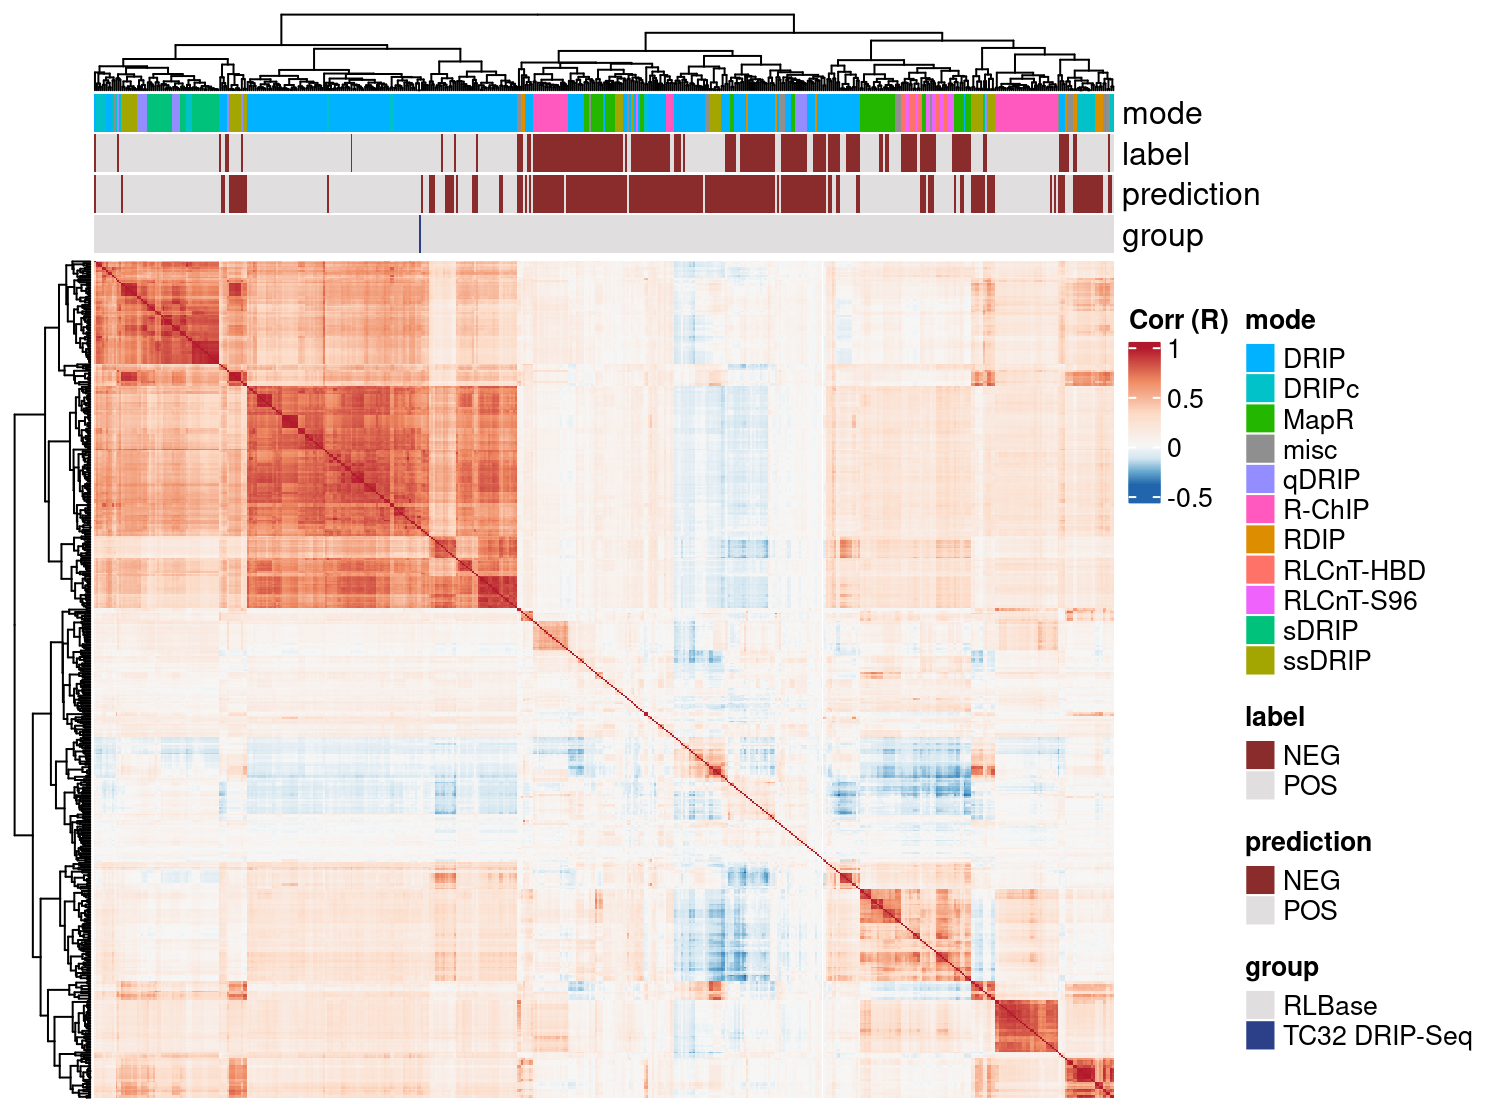 mode
label
prediction
group
Corr (R)
1
0.5
0
-0.5
mode
DRIP
DRIPc
MapR
misc
qDRIP
R-ChIP
RDIP
RLCnT-HBD
RLCnT-S96
sDRIP
ssDRIP
label
NEG
POS
prediction
NEG
POS
group
RLBase
TC32 DRIP-Seq